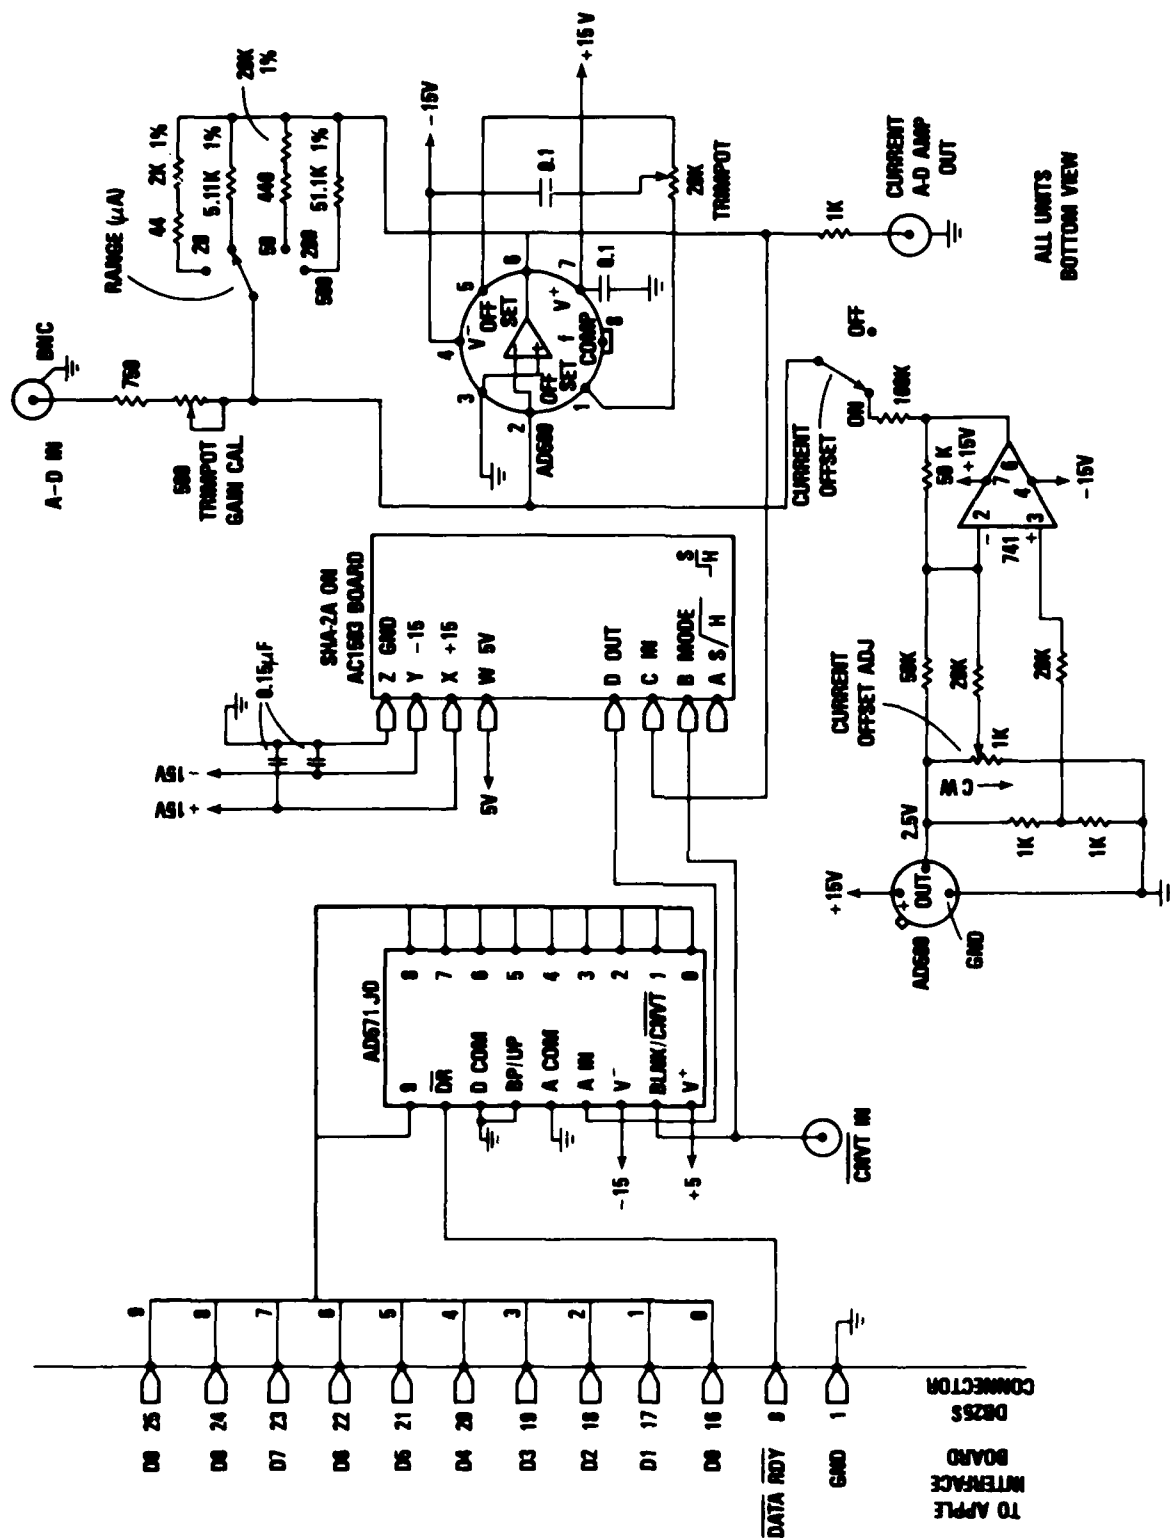 A-D IN
BNC
750
500
TRIMPOT
GAIN CAL
RANGE (µA)
44
2K 1%
20
5.11K 1%
50
440
20K
1%
200
500
51.1K 1%
-15V
4
V-
5
OFF
SET
3
6
2
OFF
SET
1
f
COMP
8
V+
7
0.1
0.1
+15V
20K
TRIMPOT
1K
CURRENT
A-D AMP
OUT
ALL UNITS
BOTTOM VIEW
SHA-2A ON
AC1583 BOARD
Z GND
Y -15
X +15
W 5V
D OUT
C IN
B MODE
A S/H
S
H
0.15µF
- 15V
+ 15V
5V
CURRENT
OFFSET
ON
OFF
100K
50 K
+15V
7
2
-
741
6
3
+
4
-15V
50K
20K
20K
CURRENT
OFFSET ADJ
1K
CW
2.5V
1K
1K
+15V
+
OUT
GND
AD571JD
9
DR
D COM
BP/UP
A COM
A IN
V-
BLNK/CNVT
V+
8
7
6
5
4
3
2
1
0
-15
+5
CNVT IN
9
8
7
6
5
4
3
2
1
0
D9 25
D8 24
D7 23
D6 22
D5 21
D4 20
D3 19
D2 18
D1 17
D0 16
DATA RDY 8
GND 1
TO APPLE
INTERFACE
BOARD
DB25S
CONNECTOR